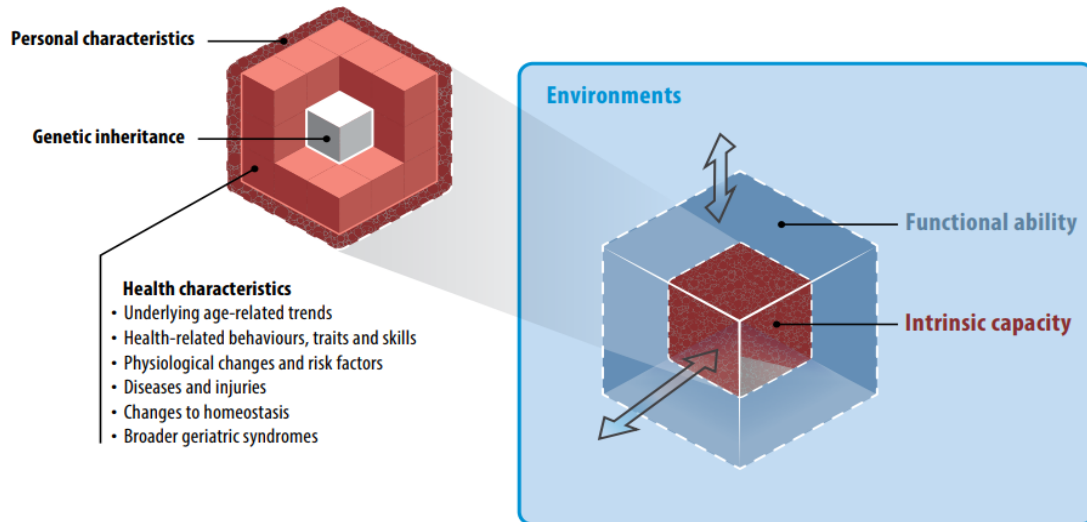 Personal characteristics
Genetic inheritance
Health characteristics
• Underlying age-related trends
• Health-related behaviours, traits and skills
• Physiological changes and risk factors
• Diseases and injuries
• Changes to homeostasis
• Broader geriatric syndromes
Environments
Functional ability
Intrinsic capacity